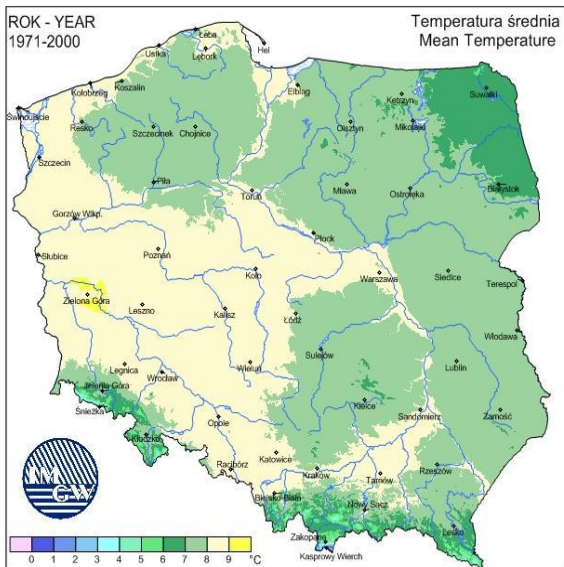 ROK - YEAR
1971-2000
Temperatura średnia
Mean Temperature
Łeba
Ustka
Lębork
Hel
Kołobrzeg
Koszalin
Elbląg
Kętrzyn
Suwałki
Świnoujście
Resko
Szczecinek
Chojnice
Olsztyn
Mikołajki
Szczecin
Piła
Toruń
Mława
Ostrołęka
Białystok
Gorzów Wlkp.
Płock
Słubice
Poznań
Koło
Warszawa
Siedlce
Terespol
Zielona Góra
Leszno
Kalisz
Łódź
Włodawa
Legnica
Wrocław
Wieluń
Sulejów
Lublin
Jelenia Góra
Śnieżka
Kłodzko
Opole
Kielce
Sandomierz
Zamość
Racibórz
Katowice
Kraków
Tarnów
Rzeszów
Bielsko-Biała
Nowy Sącz
Lesko
Zakopane
Kasprowy Wierch
IM
GW
0 1 2 3 4 5 6 7 8 9 °C